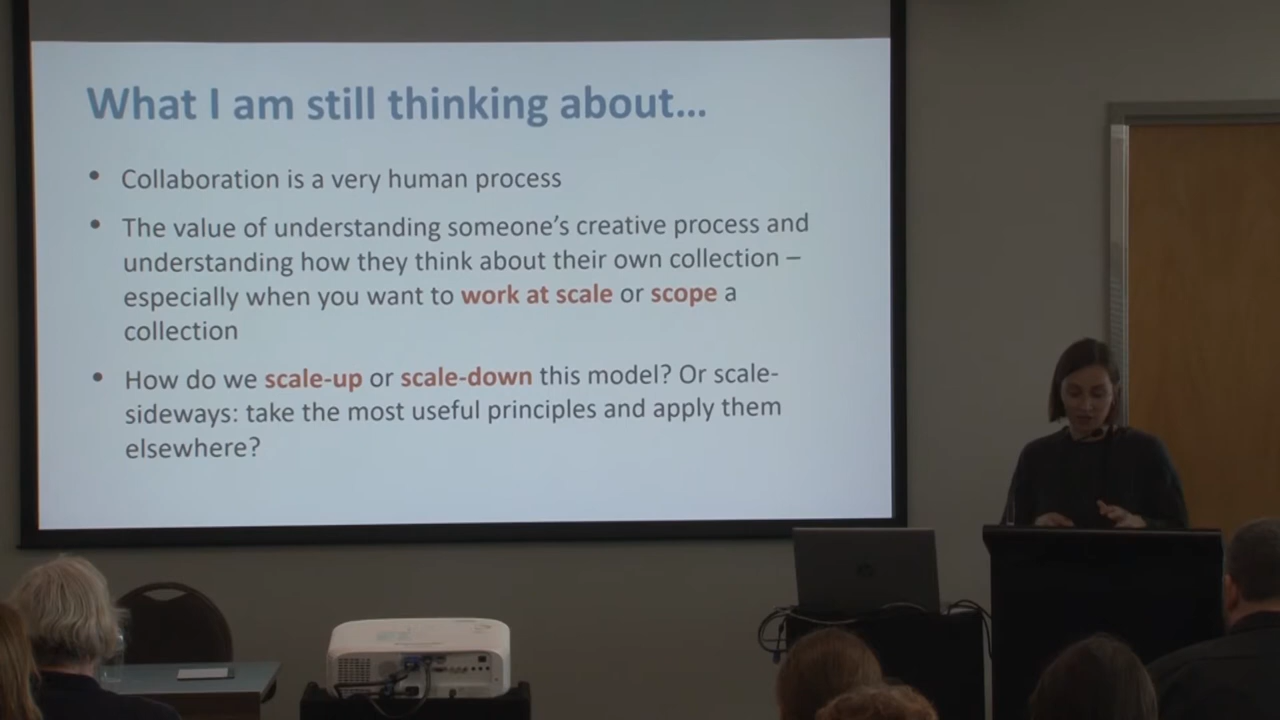 What I am still thinking about...
• Collaboration is a very human process
• The value of understanding someone's creative process and
understanding how they think about their own collection –
especially when you want to work at scale or scope a
collection
• How do we scale-up or scale-down this model? Or scale-
sideways: take the most useful principles and apply them
elsewhere?